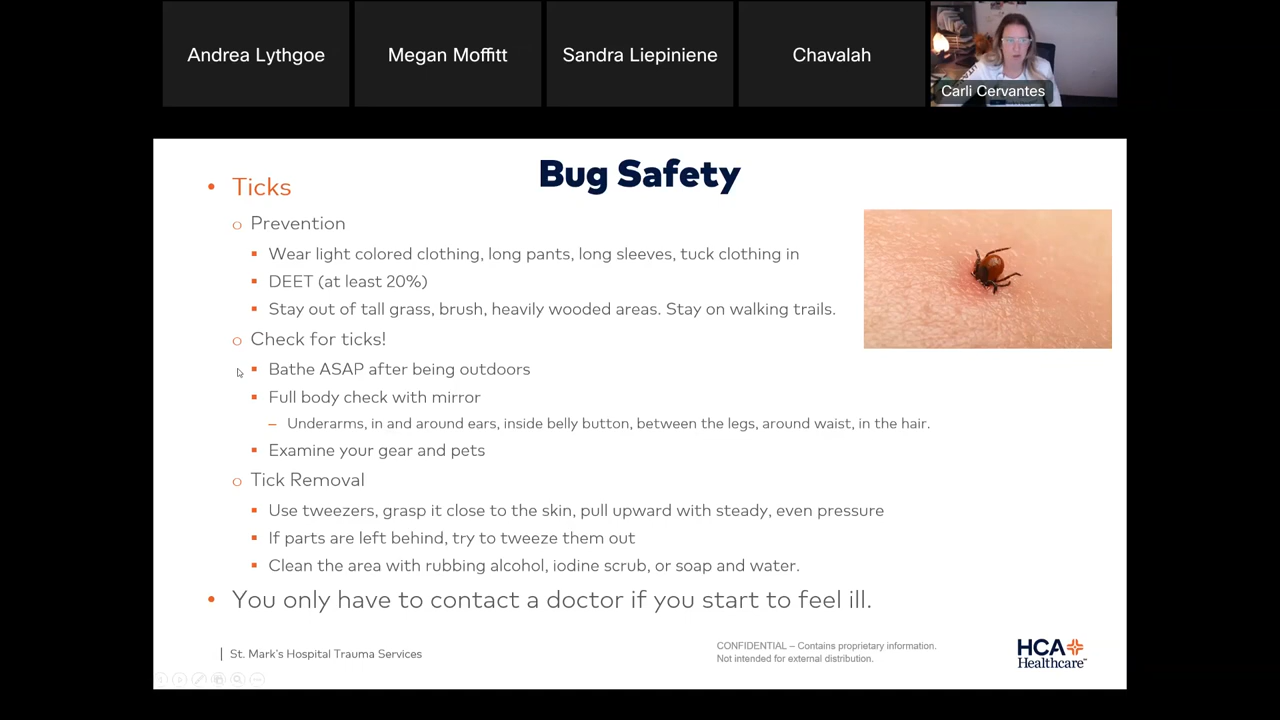 Andrea Lythgoe
Megan Moffitt
Sandra Liepiniene
Chavalah
Carli Cervantes
Bug Safety
• Ticks
o Prevention
▪ Wear light colored clothing, long pants, long sleeves, tuck clothing in
▪ DEET (at least 20%)
▪ Stay out of tall grass, brush, heavily wooded areas. Stay on walking trails.
o Check for ticks!
▪ Bathe ASAP after being outdoors
▪ Full body check with mirror
– Underarms, in and around ears, inside belly button, between the legs, around waist, in the hair.
▪ Examine your gear and pets
o Tick Removal
▪ Use tweezers, grasp it close to the skin, pull upward with steady, even pressure
▪ If parts are left behind, try to tweeze them out
▪ Clean the area with rubbing alcohol, iodine scrub, or soap and water.
• You only have to contact a doctor if you start to feel ill.
St. Mark's Hospital Trauma Services
CONFIDENTIAL – Contains proprietary information.
Not intended for external distribution.
HCA
Healthcare™